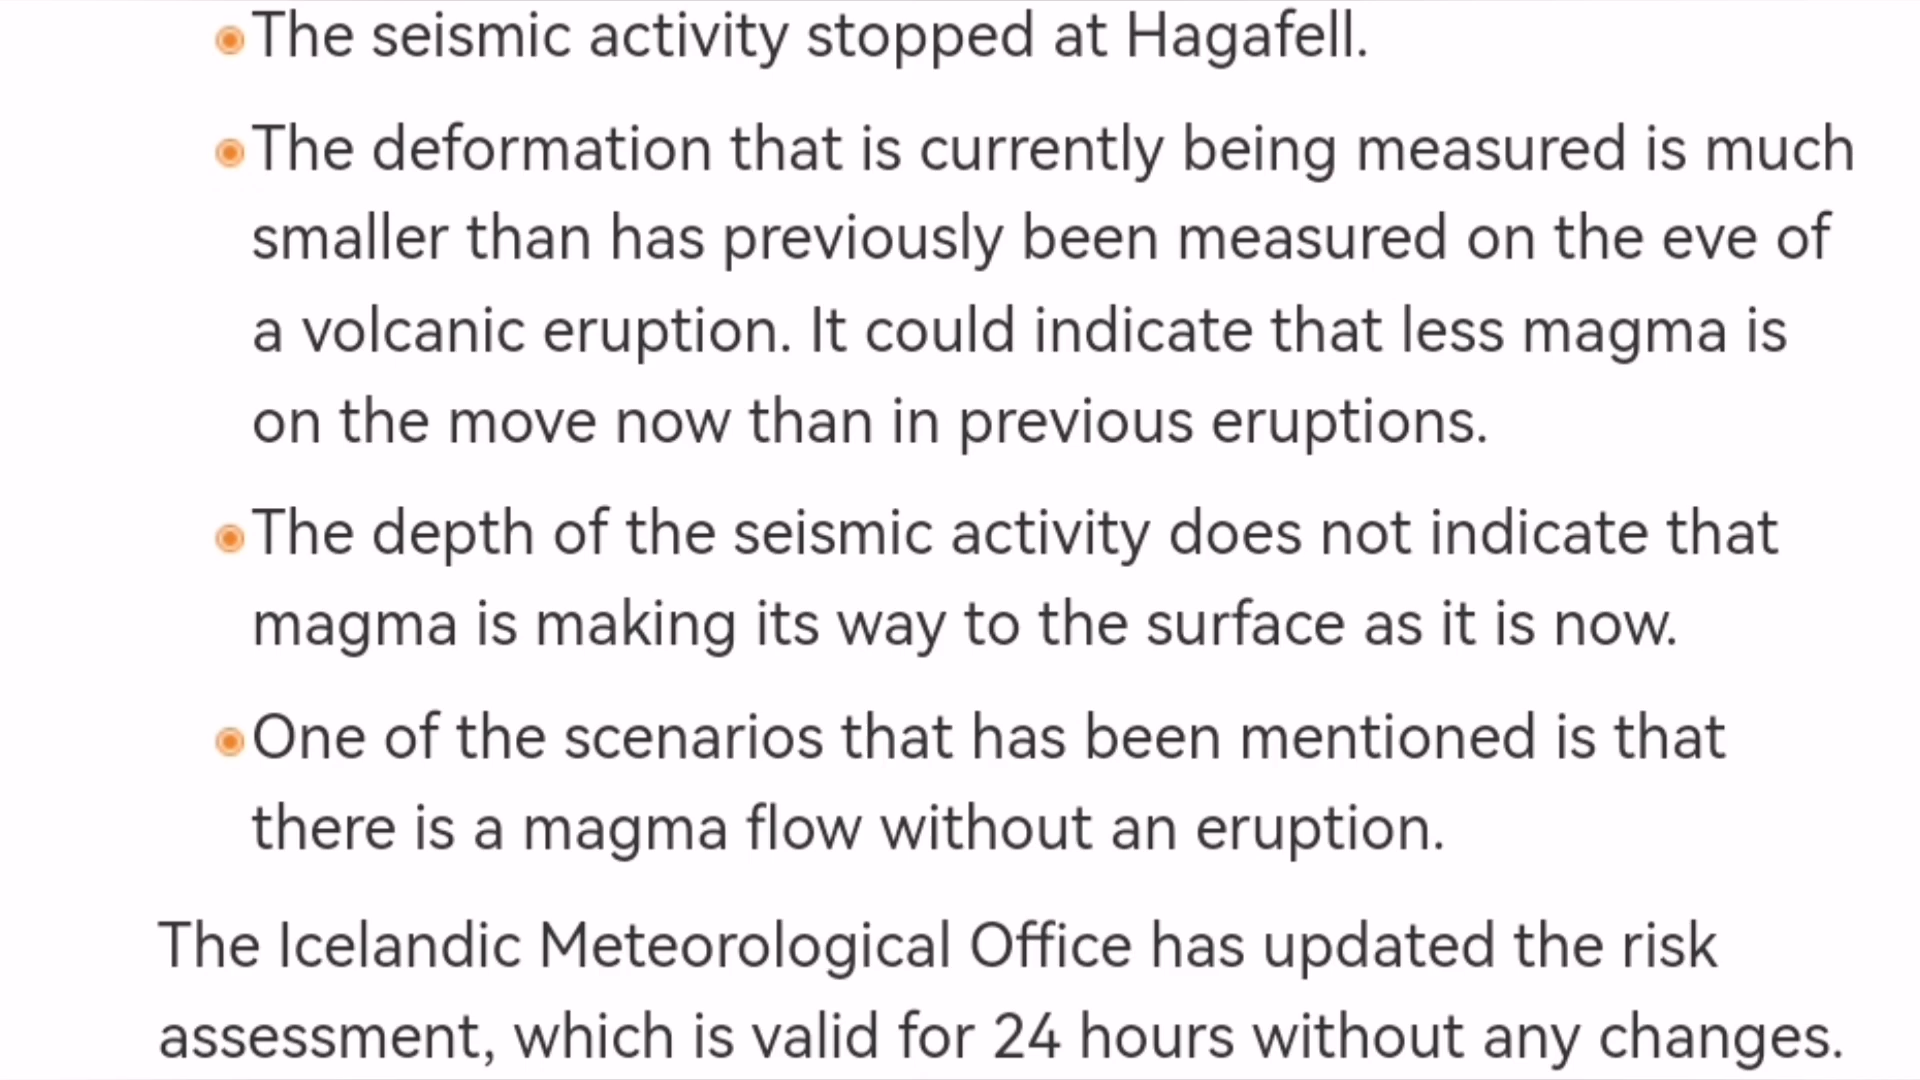 The seismic activity stopped at Hagafell.
The deformation that is currently being measured is much
smaller than has previously been measured on the eve of
a volcanic eruption. It could indicate that less magma is
on the move now than in previous eruptions.
The depth of the seismic activity does not indicate that
magma is making its way to the surface as it is now.
One of the scenarios that has been mentioned is that
there is a magma flow without an eruption.
The Icelandic Meteorological Office has updated the risk
assessment, which is valid for 24 hours without any changes.